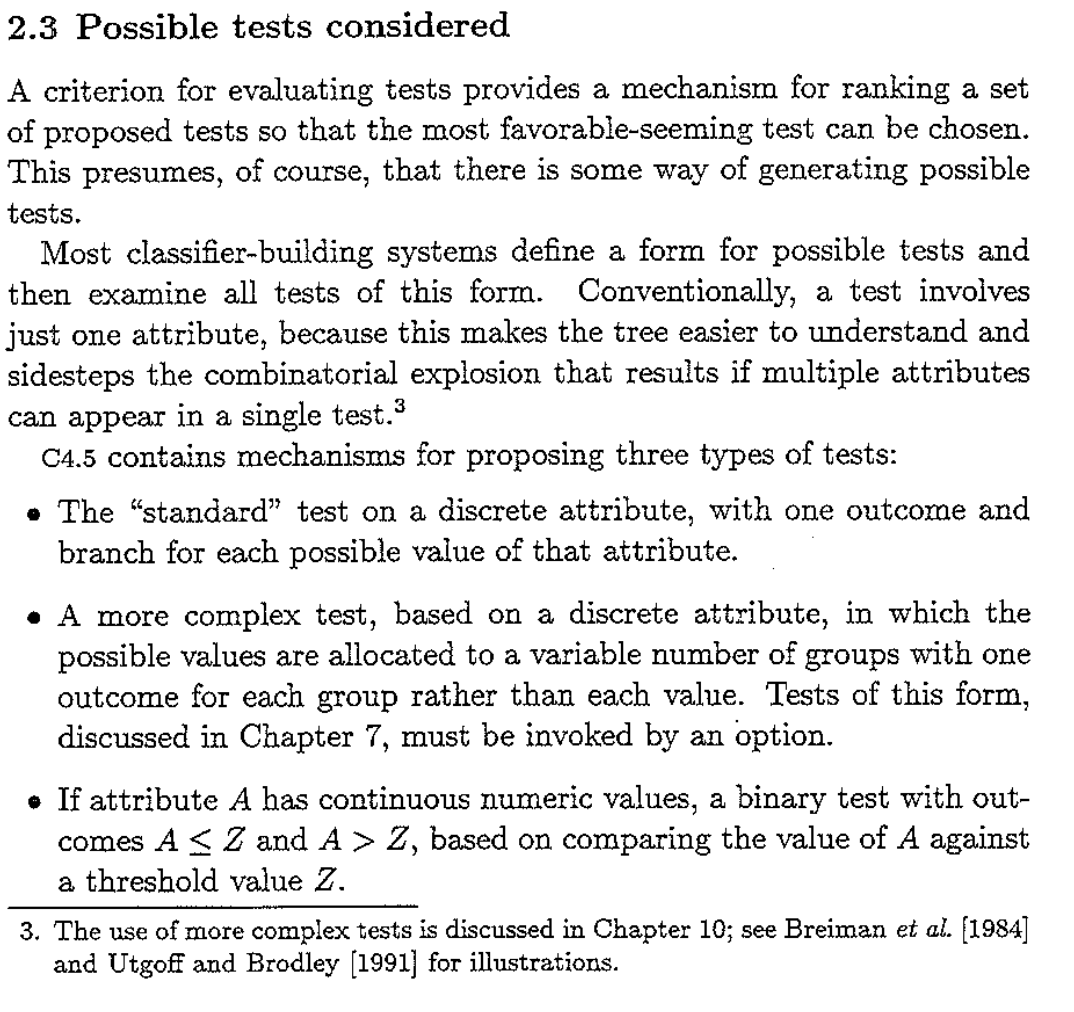 2.3 Possible tests considered
A criterion for evaluating tests provides a mechanism for ranking a set
of proposed tests so that the most favorable-seeming test can be chosen.
This presumes, of course, that there is some way of generating possible
tests.
Most classifier-building systems define a form for possible tests and
then examine all tests of this form. Conventionally, a test involves
just one attribute, because this makes the tree easier to understand and
sidesteps the combinatorial explosion that results if multiple attributes
can appear in a single test.³
C4.5 contains mechanisms for proposing three types of tests:
• The “standard” test on a discrete attribute, with one outcome and
branch for each possible value of that attribute.
• A more complex test, based on a discrete attribute, in which the
possible values are allocated to a variable number of groups with one
outcome for each group rather than each value. Tests of this form,
discussed in Chapter 7, must be invoked by an option.
• If attribute A has continuous numeric values, a binary test with out-
comes A ≤ Z and A > Z, based on comparing the value of A against
a threshold value Z.
3. The use of more complex tests is discussed in Chapter 10; see Breiman et al. [1984]
and Utgoff and Brodley [1991] for illustrations.